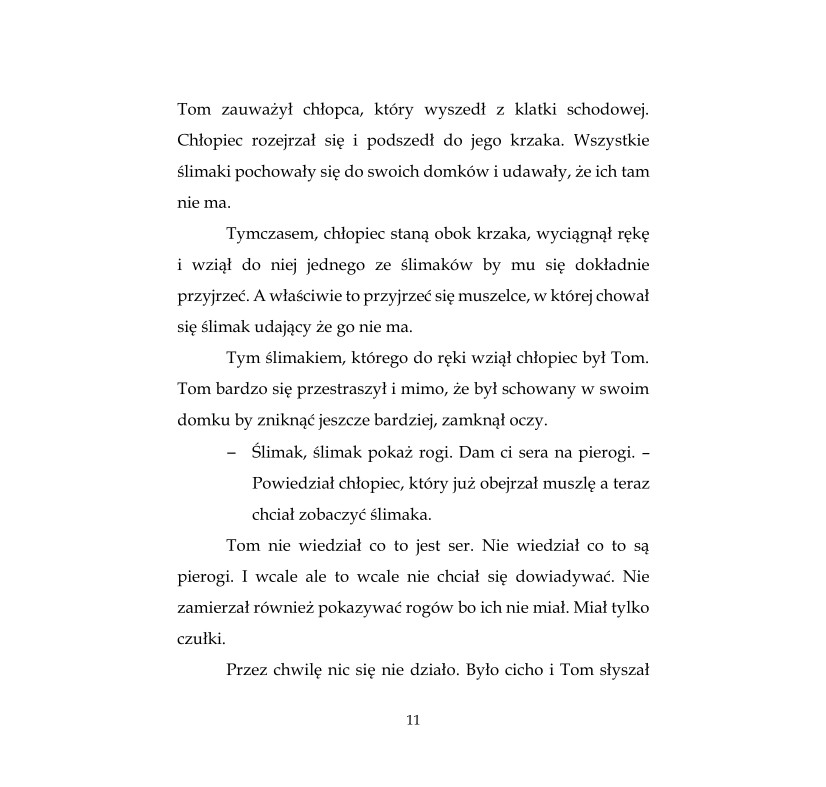 Tom zauważył chłopca, który wyszedł z klatki schodowej.
Chłopiec rozejrzał się i podszedł do jego krzaka. Wszystkie
ślimaki pochowały się do swoich domków i udawały, że ich tam
nie ma.
Tymczasem, chłopiec staną obok krzaka, wyciągnął rękę
i wziął do niej jednego ze ślimaków by mu się dokładnie
przyjrzeć. A właściwie to przyjrzeć się muszelce, w której chował
się ślimak udający że go nie ma.
Tym ślimakiem, którego do ręki wziął chłopiec był Tom.
Tom bardzo się przestraszył i mimo, że był schowany w swoim
domku by zniknąć jeszcze bardziej, zamknął oczy.
– Ślimak, ślimak pokaż rogi. Dam ci sera na pierogi. –
Powiedział chłopiec, który już obejrzał muszlę a teraz
chciał zobaczyć ślimaka.
Tom nie wiedział co to jest ser. Nie wiedział co to są
pierogi. I wcale ale to wcale nie chciał się dowiadywać. Nie
zamierzał również pokazywać rogów bo ich nie miał. Miał tylko
czułki.
Przez chwilę nic się nie działo. Było cicho i Tom słyszał
11